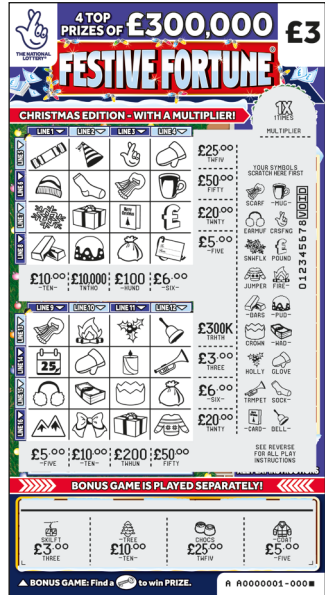 4 TOP
PRIZES OF £300,000
£3
THE NATIONAL
LOTTERY®
FESTIVE FORTUNE
CHRISTMAS EDITION - WITH A MULTIPLIER!
1X
1TIMES
MULTIPLIER
LINE 1 LINE 2 LINE 3 LINE 4
£25.00
TWFIV
£50.00
FIFTY
£20.00
TWNTY
£5.00
-FIVE
£10.00 £10,000 £100 £6.00
-TEN- TNTHO -HUND -SIX-
YOUR SYMBOLS
SCRATCH HERE FIRST
SCARF -MUG-
EARMUF CRSFNG
SNHFLK POUND
JUMPER FIRE-
-BARS -PUD-
CROWN -WAD-
HOLLY GLOVE
TRMPET SOCK-
-CARD- BELL-
012345678 VOID
SEE REVERSE
FOR ALL PLAY
INSTRUCTIONS
LINE 9 LINE 10 LINE 11 LINE 12
25
£300K
TRHTH
£3.00
THREE
£6.00
-SIX-
£20.00
TWNTY
£5.00 £10.00 £200 £50.00
-FIVE -TEN- TWHUN FIFTY
BONUS GAME IS PLAYED SEPARATELY!
SKILFT -TREE CHOCS -COAT
£3.00 £10.00 £25.00 £5.00
THREE -TEN- TWFIV -FIVE
BONUS GAME: Find a to win PRIZE.
A A0000001-000